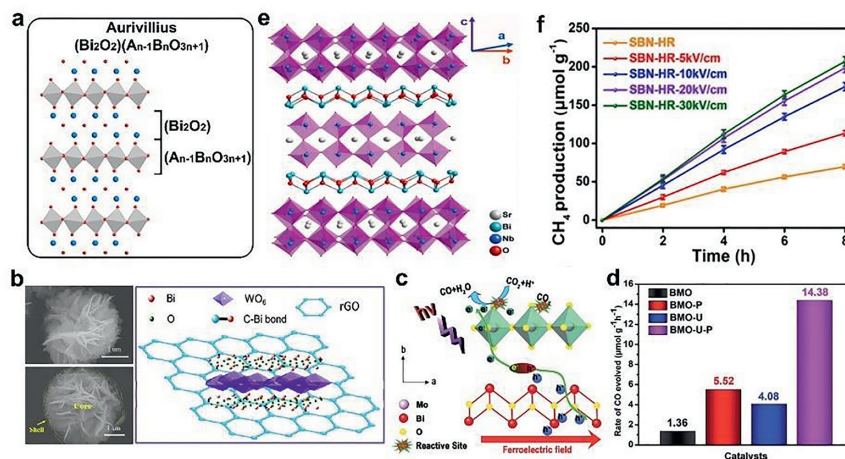 a
Aurivillius
(Bi₂O₂)(Aₙ₋₁BₙO₃ₙ₊₁)
(Bi₂O₂)
(Aₙ₋₁BₙO₃ₙ₊₁)
e
c
a
b
Sr
Bi
Nb
O
f
CH₄ production (μmol g⁻¹)
250
200
150
100
50
0
SBN-HR
SBN-HR-5kV/cm
SBN-HR-10kV/cm
SBN-HR-20kV/cm
SBN-HR-30kV/cm
0 2 4 6 8
Time (h)
b
1 μm
Core
Shell
1 μm
Bi
O
WO₆
C-Bi bond
rGO
c
CO+H₂O
CO₂+H⁺
CO
hv
b
a
Mo
Bi
O
Reactive Site
Ferroelectric field
d
Rate of CO evolved (μmol g⁻¹h⁻¹)
16
14
12
10
8
6
4
2
0
BMO
BMO-P
BMO-U
BMO-U-P
1.36
5.52
4.08
14.38
Catalysts